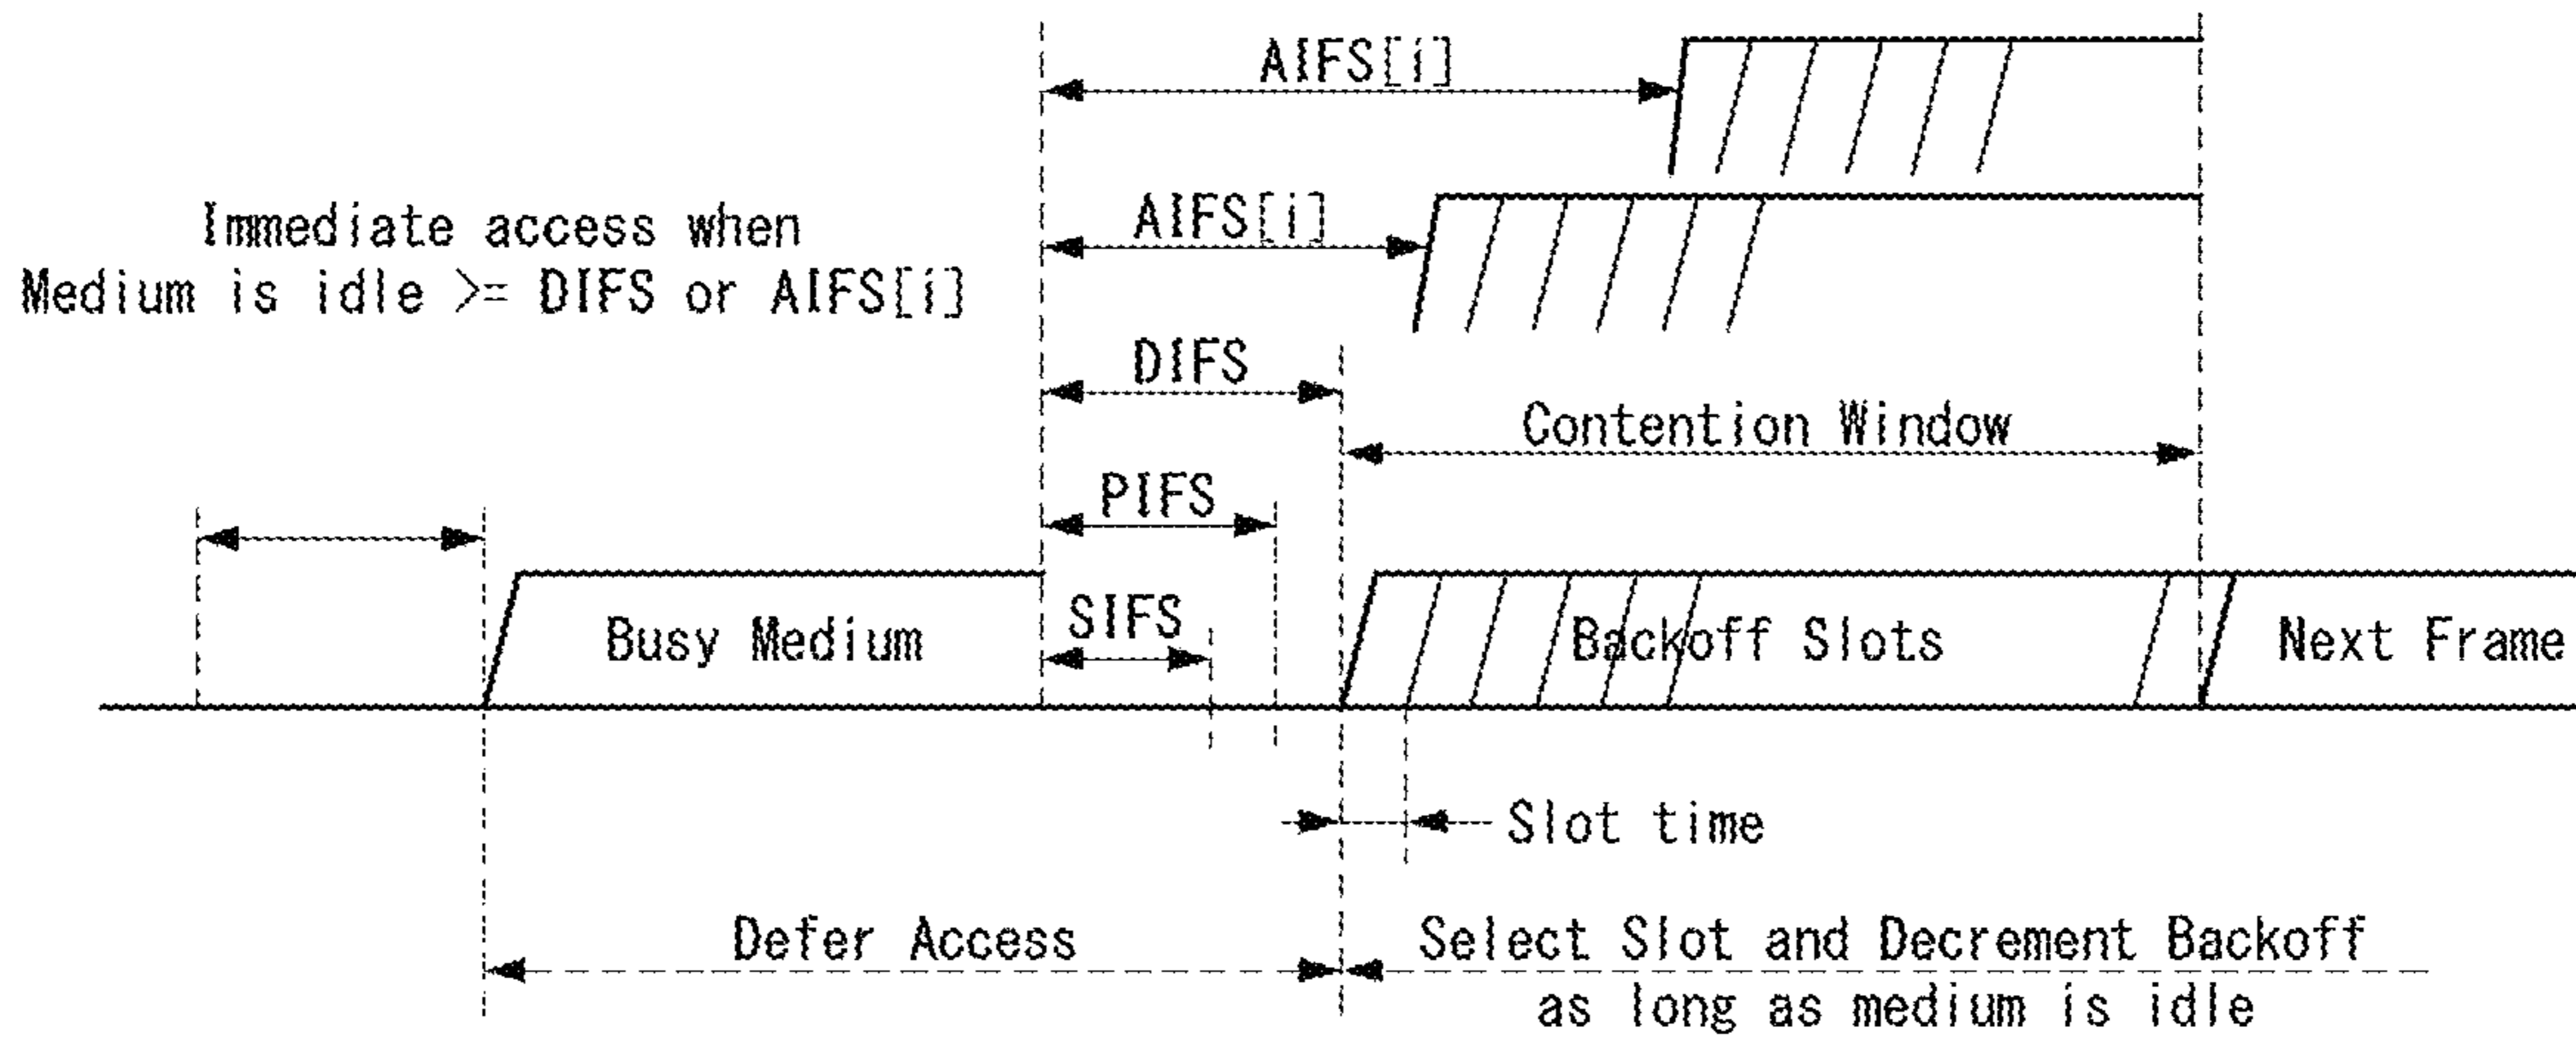 AIFS[i]
Immediate access when
Medium is idle >= DIFS or AIFS[i]
AIFS[i]
DIFS
Contention Window
PIFS
SIFS
Busy Medium
Backoff Slots
Next Frame
Slot time
Defer Access
Select Slot and Decrement Backoff
as long as medium is idle